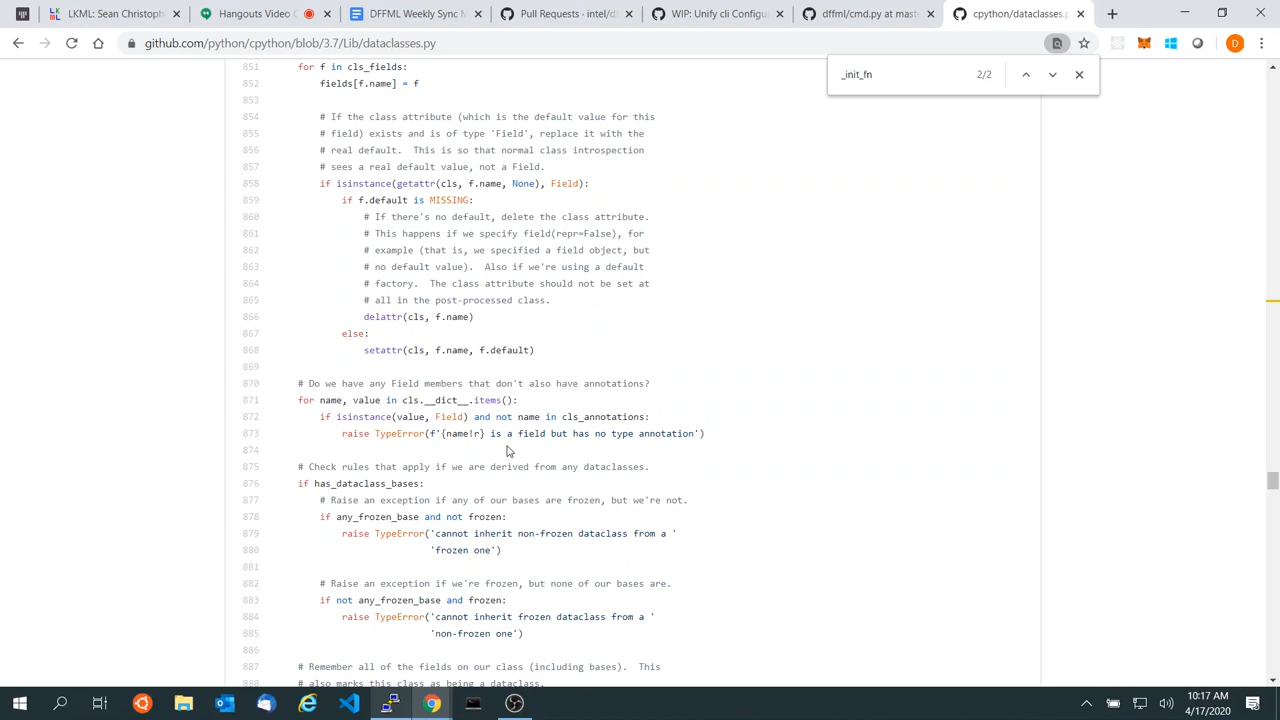 LKML: Sean Christoph
Hangouts Video C
DFFML Weekly Sync M
Pull Requests · intel/d
WIP: Unify cli Configur
dffml/cmd.py at maste
cpython/dataclasses.p
github.com/python/cpython/blob/3.7/Lib/dataclasses.py
D
_init_fn 2/2
851 for f in cls_fields:
852 fields[f.name] = f
853
854 # If the class attribute (which is the default value for this
855 # field) exists and is of type 'Field', replace it with the
856 # real default.  This is so that normal class introspection
857 # sees a real default value, not a Field.
858 if isinstance(getattr(cls, f.name, None), Field):
859 if f.default is MISSING:
860 # If there's no default, delete the class attribute.
861 # This happens if we specify field(repr=False), for
862 # example (that is, we specified a field object, but
863 # no default value).  Also if we're using a default
864 # factory.  The class attribute should not be set at
865 # all in the post-processed class.
866 delattr(cls, f.name)
867 else:
868 setattr(cls, f.name, f.default)
869
870 # Do we have any Field members that don't also have annotations?
871 for name, value in cls.__dict__.items():
872 if isinstance(value, Field) and not name in cls_annotations:
873 raise TypeError(f'{name!r} is a field but has no type annotation')
874
875 # Check rules that apply if we are derived from any dataclasses.
876 if has_dataclass_bases:
877 # Raise an exception if any of our bases are frozen, but we're not.
878 if any_frozen_base and not frozen:
879 raise TypeError('cannot inherit non-frozen dataclass from a '
880 'frozen one')
881
882 # Raise an exception if we're frozen, but none of our bases are.
883 if not any_frozen_base and frozen:
884 raise TypeError('cannot inherit frozen dataclass from a '
885 'non-frozen one')
886
887 # Remember all of the fields on our class (including bases).  This
888 # also marks this class as being a dataclass.
10:17 AM
4/17/2020